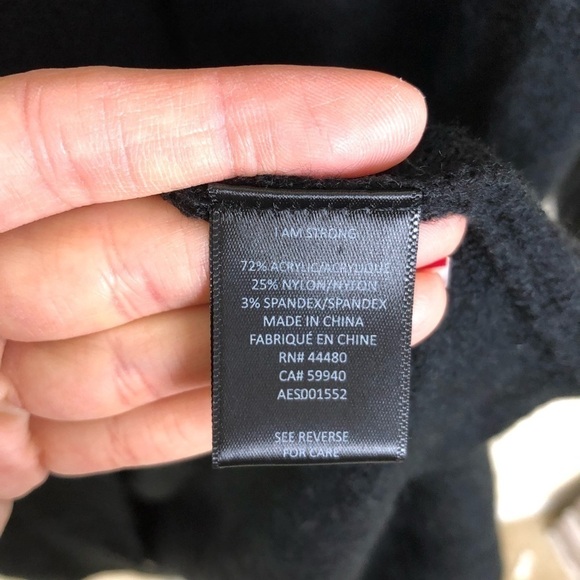 I AM STRONG
72% ACRYLIC/ACRYLIQUE
25% NYLON/NYLON
3% SPANDEX/SPANDEX
MADE IN CHINA
FABRIQUÉ EN CHINE
RN# 44480
CA# 59940
AES001552
SEE REVERSE
FOR CARE